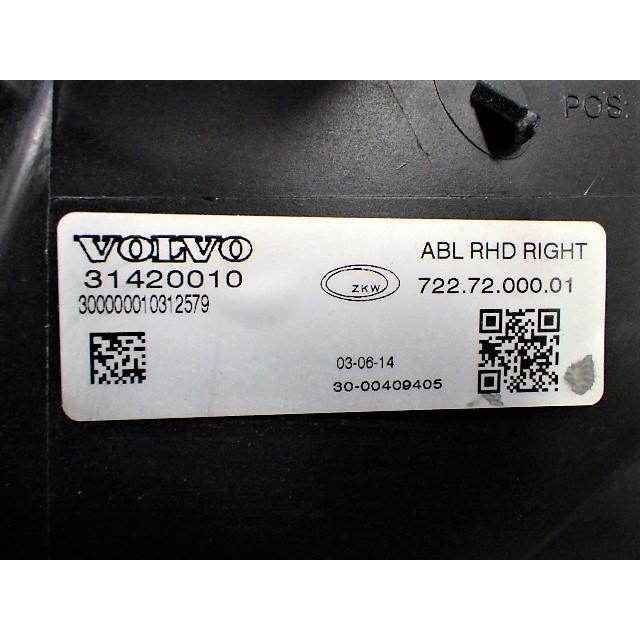 POS:
VOLVO
ABL RHD RIGHT
31420010
ZKW
722.72.000.01
300000010312579
03-06-14
30-00409405